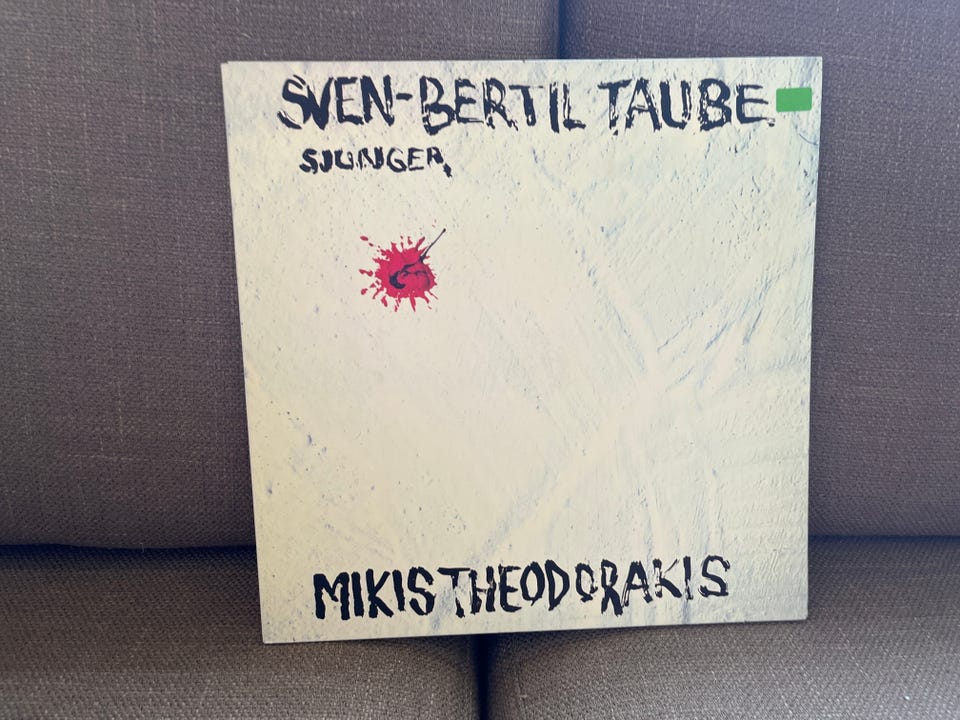 SVEN-BERTIL TAUBE
SJUNGER
MIKIS THEODORAKIS